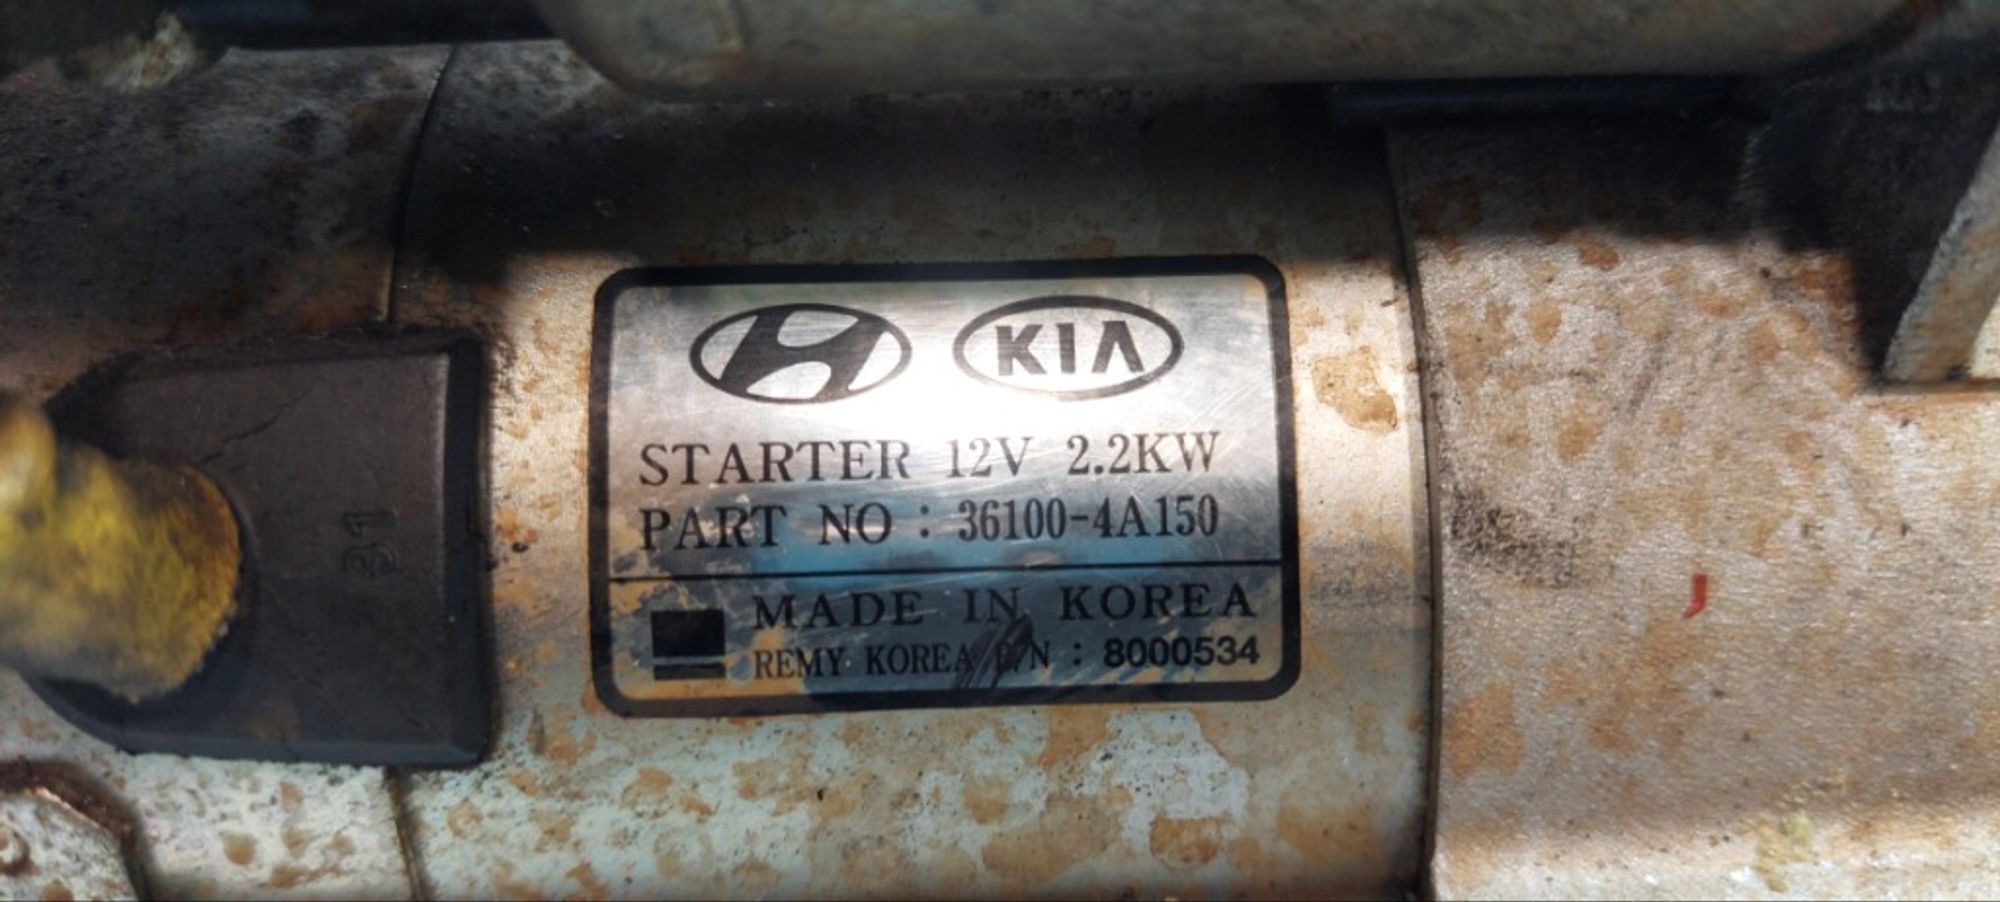 KIA
STARTER 12V 2.2KW
PART NO : 36100-4A150
MADE IN KOREA
REMY KOREA P/N : 8000534
31